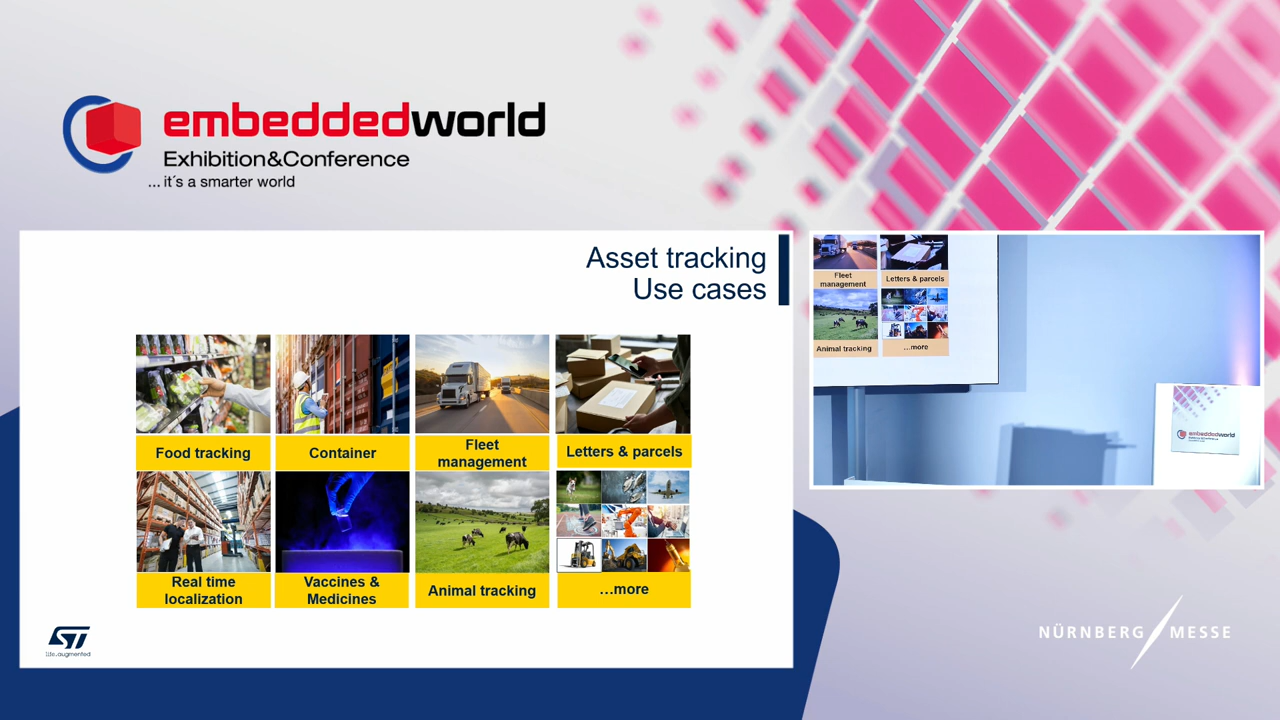 embeddedworld
Exhibition&Conference
... it´s a smarter world
Asset tracking
Use cases
Food tracking
Container
Fleet
management
Letters & parcels
Real time
localization
Vaccines &
Medicines
Animal tracking
...more
ST
life.augmented
Fleet
management
Letters & parcels
Animal tracking
...more
embeddedworld
NÜRNBERG MESSE